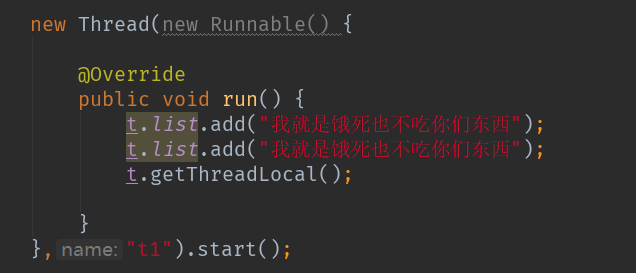 new Thread(new Runnable() {
@Override
public void run() {
t.list.add("我就是饿死也不吃你们东西");
t.list.add("我就是饿死也不吃你们东西");
t.getThreadLocal();
}
}, name: "t1").start();